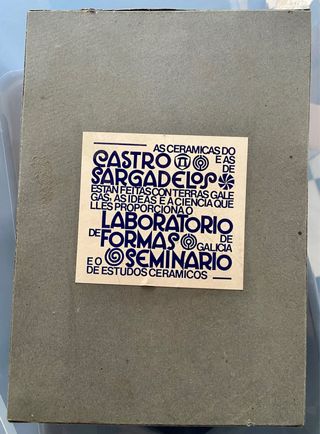 AS CERAMICAS DO
CASTRO E AS
DE
SARGADELOS
ESTAN FEITAS CON TERRAS GALE
GAS. AS IDEAS E A CIENCIA QUE
LLES PROPORCIONA O
LABORATORIO
DE FORMAS DE
GALICIA
E O SEMINARIO
DE ESTUDOS CERAMICOS